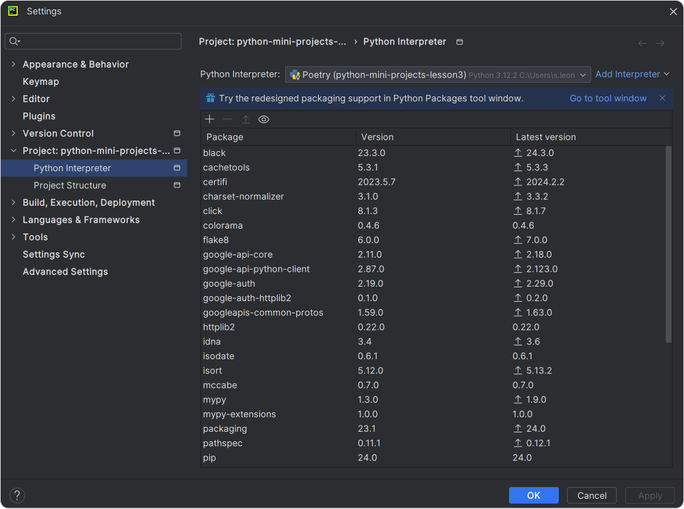 Settings
Project: python-mini-projects-... › Python Interpreter
Appearance & Behavior
Keymap
Editor
Plugins
Version Control
Project: python-mini-projects-...
Python Interpreter
Project Structure
Build, Execution, Deployment
Languages & Frameworks
Tools
Settings Sync
Advanced Settings
Python Interpreter: Poetry (python-mini-projects-lesson3) Python 3.12.2 C:\Users\s.leon Add Interpreter
Try the redesigned packaging support in Python Packages tool window. Go to tool window
Package Version Latest version
black 23.3.0 24.3.0
cachetools 5.3.1 5.3.3
certifi 2023.5.7 2024.2.2
charset-normalizer 3.1.0 3.3.2
click 8.1.3 8.1.7
colorama 0.4.6 0.4.6
flake8 6.0.0 7.0.0
google-api-core 2.11.0 2.18.0
google-api-python-client 2.87.0 2.123.0
google-auth 2.19.0 2.29.0
google-auth-httplib2 0.1.0 0.2.0
googleapis-common-protos 1.59.0 1.63.0
httplib2 0.22.0 0.22.0
idna 3.4 3.6
isodate 0.6.1 0.6.1
isort 5.12.0 5.13.2
mccabe 0.7.0 0.7.0
mypy 1.3.0 1.9.0
mypy-extensions 1.0.0 1.0.0
packaging 23.1 24.0
pathspec 0.11.1 0.12.1
pip 24.0 24.0
? OK Cancel Apply